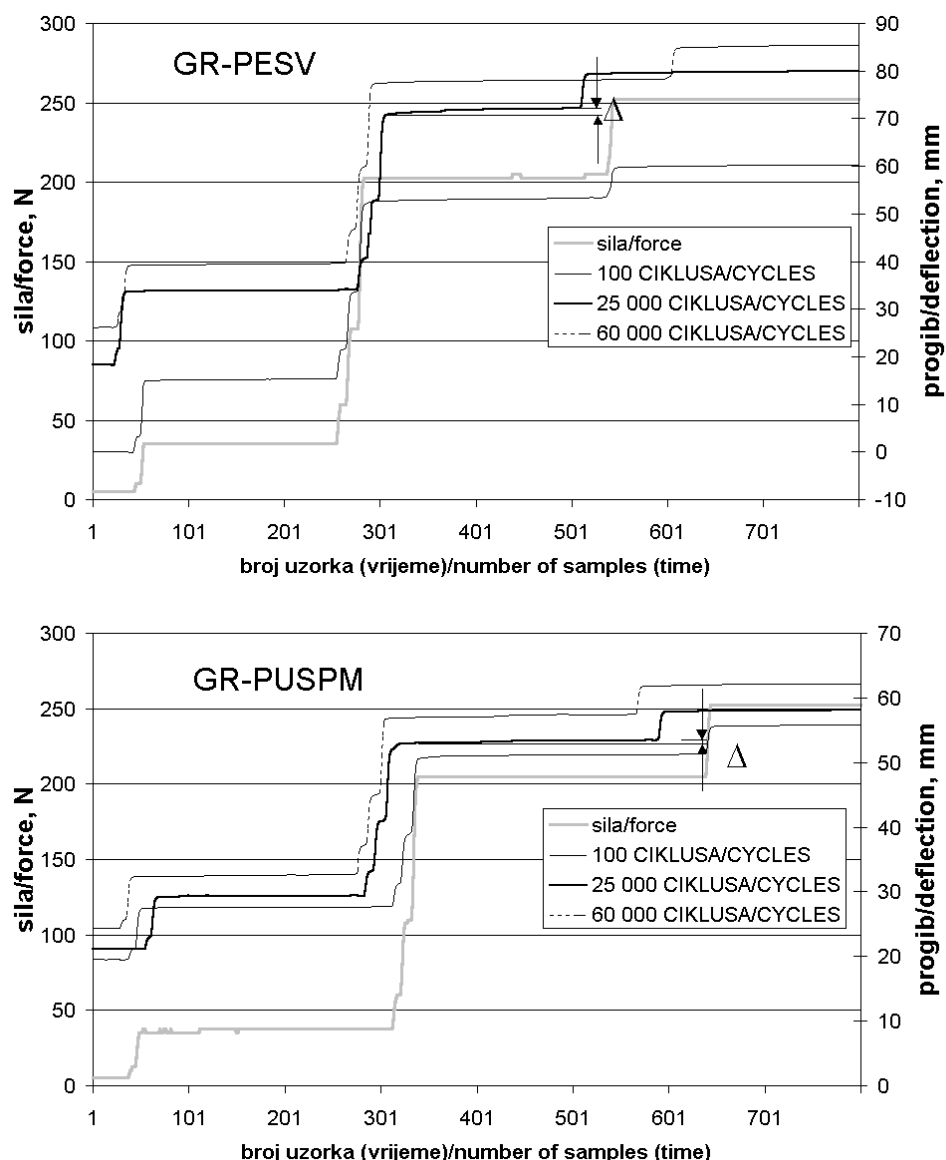 300
250
200
150
100
50
0
sila/force, N
GR-PESV
Δ
sila/force
100 CIKLUSA/CYCLES
25 000 CIKLUSA/CYCLES
60 000 CIKLUSA/CYCLES
90
80
70
60
50
40
30
20
10
0
-10
progib/deflection, mm
1 101 201 301 401 501 601 701
broj uzorka (vrijeme)/number of samples (time)
300
250
200
150
100
50
0
sila/force, N
GR-PUSPM
Δ
sila/force
100 CIKLUSA/CYCLES
25 000 CIKLUSA/CYCLES
60 000 CIKLUSA/CYCLES
70
60
50
40
30
20
10
0
progib/deflection, mm
1 101 201 301 401 501 601 701
broj uzorka (vrijeme)/number of samples (time)